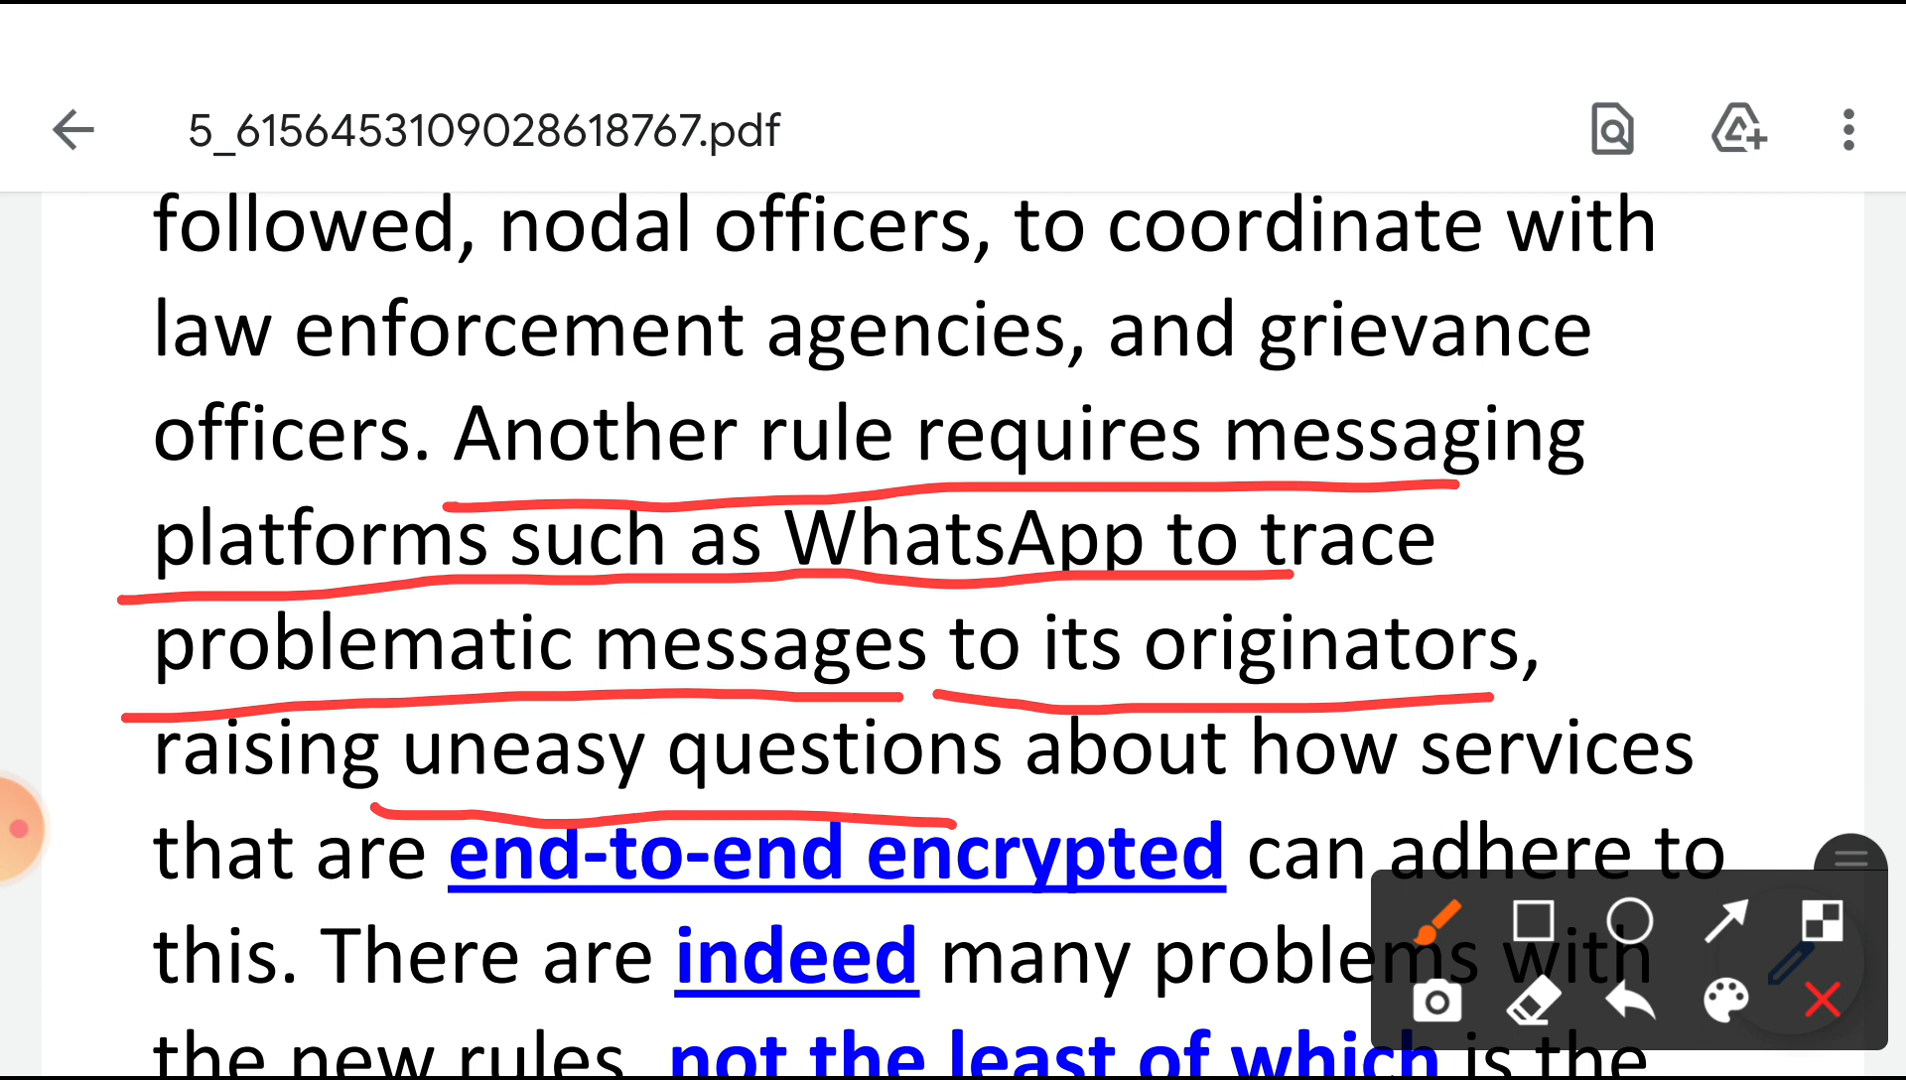 5_6156453109028618767.pdf
followed, nodal officers, to coordinate with
law enforcement agencies, and grievance
officers. Another rule requires messaging
platforms such as WhatsApp to trace
problematic messages to its originators,
raising uneasy questions about how services
that are end-to-end encrypted can adhere to
this. There are indeed many problems with
the new rules, not the least of which is the